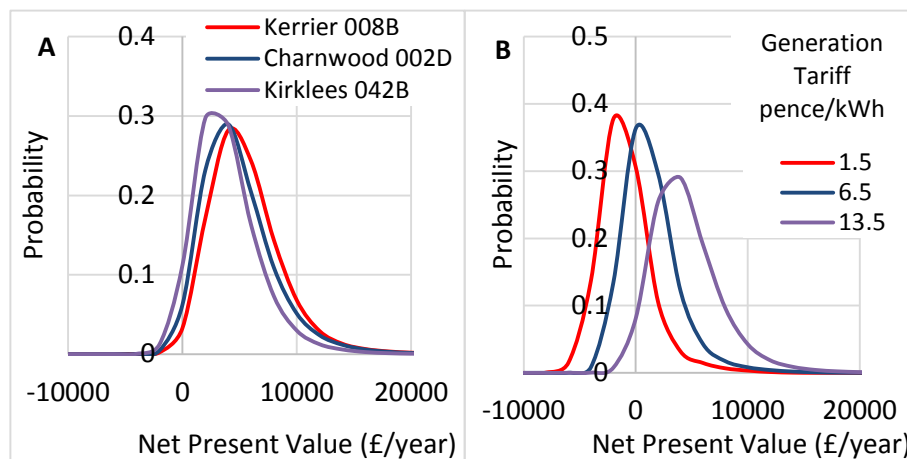 A
Kerrier 008B
Charnwood 002D
Kirklees 042B
0.4
0.3
0.2
0.1
0
Probability
-10000
0
10000
20000
Net Present Value (£/year)
B
Generation
Tariff
pence/kWh
1.5
6.5
13.5
0.5
0.4
0.3
0.2
0.1
0
Probability
-10000
0
10000
20000
Net Present Value (£/year)